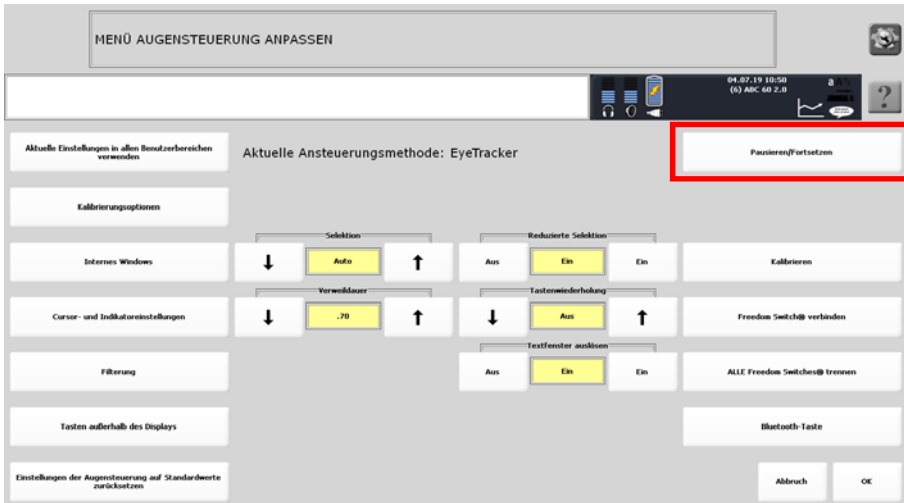 MENÜ AUGENSTEUERUNG ANPASSEN
04.07.19 10:50
(6) ABC 60 2.0
a
?
Aktuelle Einstellungen in allen Benutzerbereichen
verwenden
Aktuelle Ansteuerungsmethode: EyeTracker
Pausieren/Fortsetzen
Kalibrierungsoptionen
Selektion
Reduzierte Selektion
Internes Windows
↓ Auto ↑
Aus Ein Ein
Kalibrieren
Verweildauer
Tastenwiederholung
Cursor- und Indikatoreinstellungen
↓ .70 ↑
↓ Aus ↑
Freedom Switch® verbinden
Textfenster auslösen
Filterung
Aus Ein Ein
ALLE Freedom Switches® trennen
Tasten außerhalb des Displays
Bluetooth-Taste
Einstellungen der Augensteuerung auf Standardwerte
zurücksetzen
Abbruch
OK